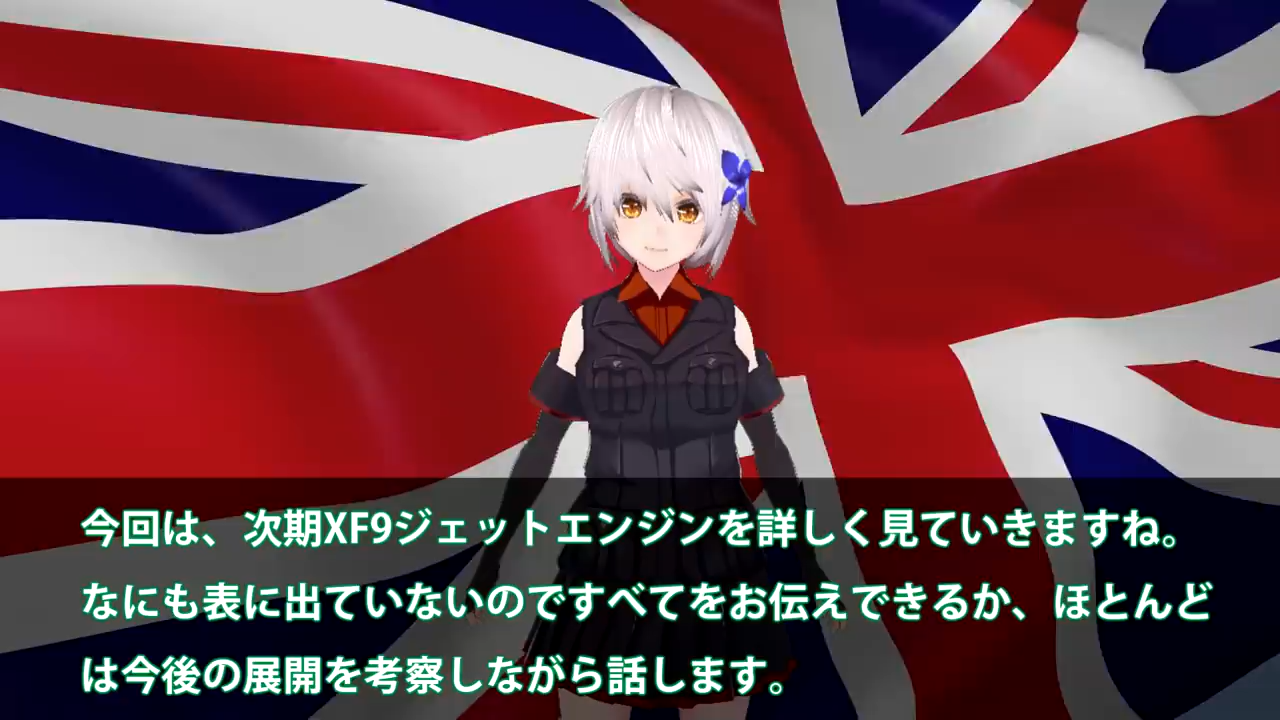 今回は、次期XF9ジェットエンジンを詳しく見ていきますね。
なにも表に出ていないのですべてをお伝えできるか、ほとんど
は今後の展開を考察しながら話します。